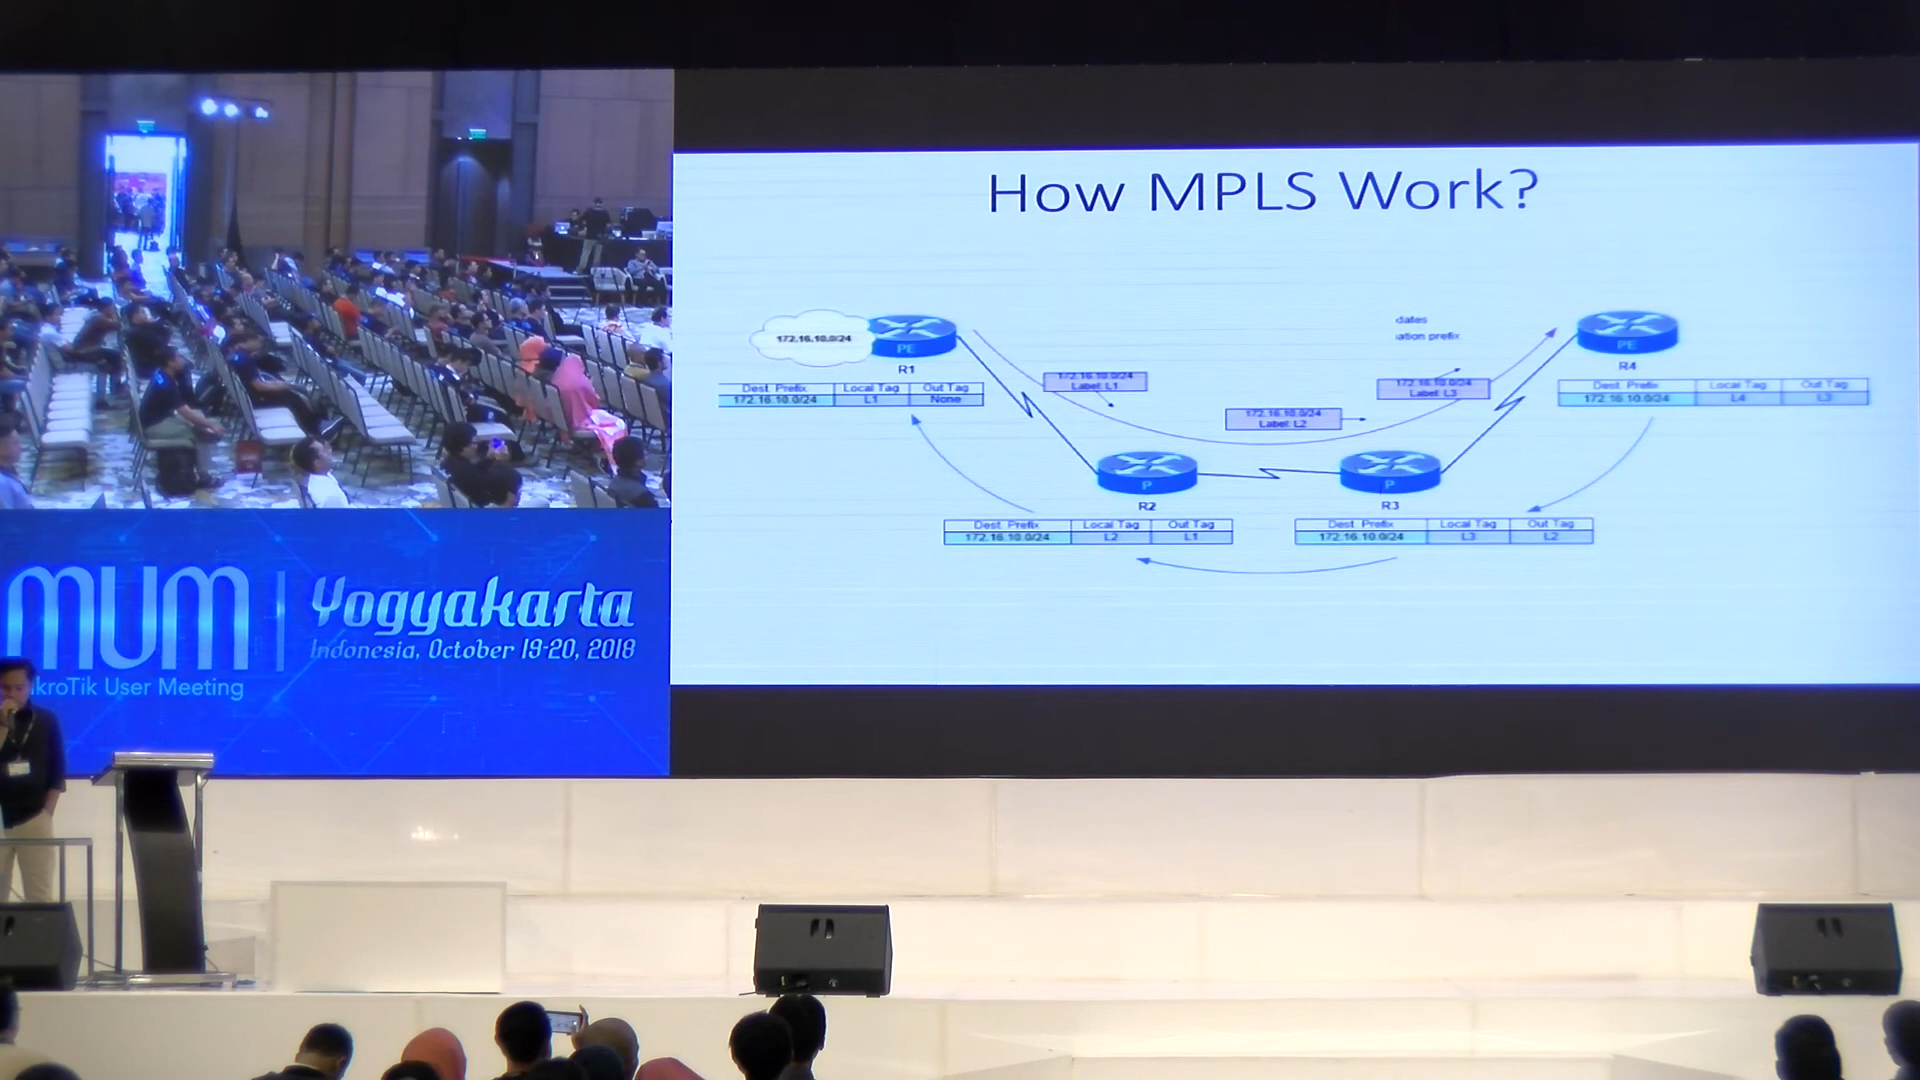 How MPLS Work?
172.16.10.0/24
PE
R1
Dest. Prefix Local Tag Out Tag
172.16.10.0/24 L1 None
172.16.10.0/24
Label: L1
172.16.10.0/24
Label: L2
dates
ation prefix
172.16.10.0/24
Label: L3
PE
R4
Dest. Prefix Local Tag Out Tag
172.16.10.0/24 L4 L3
P
R2
Dest. Prefix Local Tag Out Tag
172.16.10.0/24 L2 L1
P
R3
Dest. Prefix Local Tag Out Tag
172.16.10.0/24 L3 L2
MUM
Yogyakarta
Indonesia, October 19-20, 2018
ikroTik User Meeting